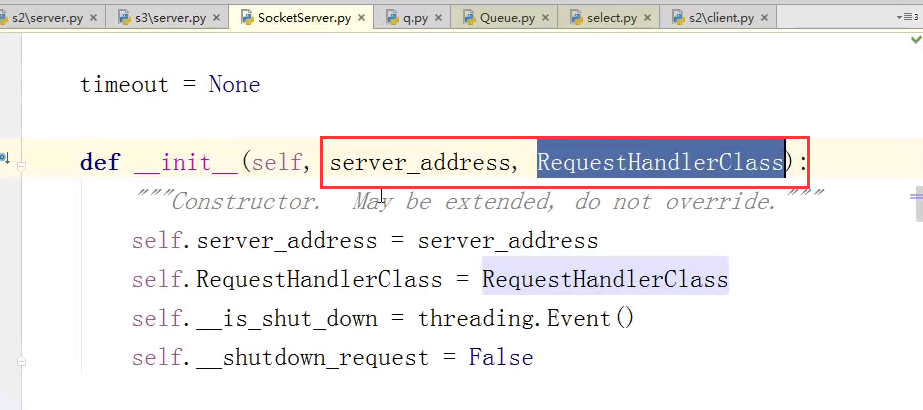 s2\server.py s3\server.py SocketServer.py q.py Queue.py select.py s2\client.py
timeout = None
def __init__(self, server_address, RequestHandlerClass):
"""Constructor.  May be extended, do not override."""
self.server_address = server_address
self.RequestHandlerClass = RequestHandlerClass
self.__is_shut_down = threading.Event()
self.__shutdown_request = False